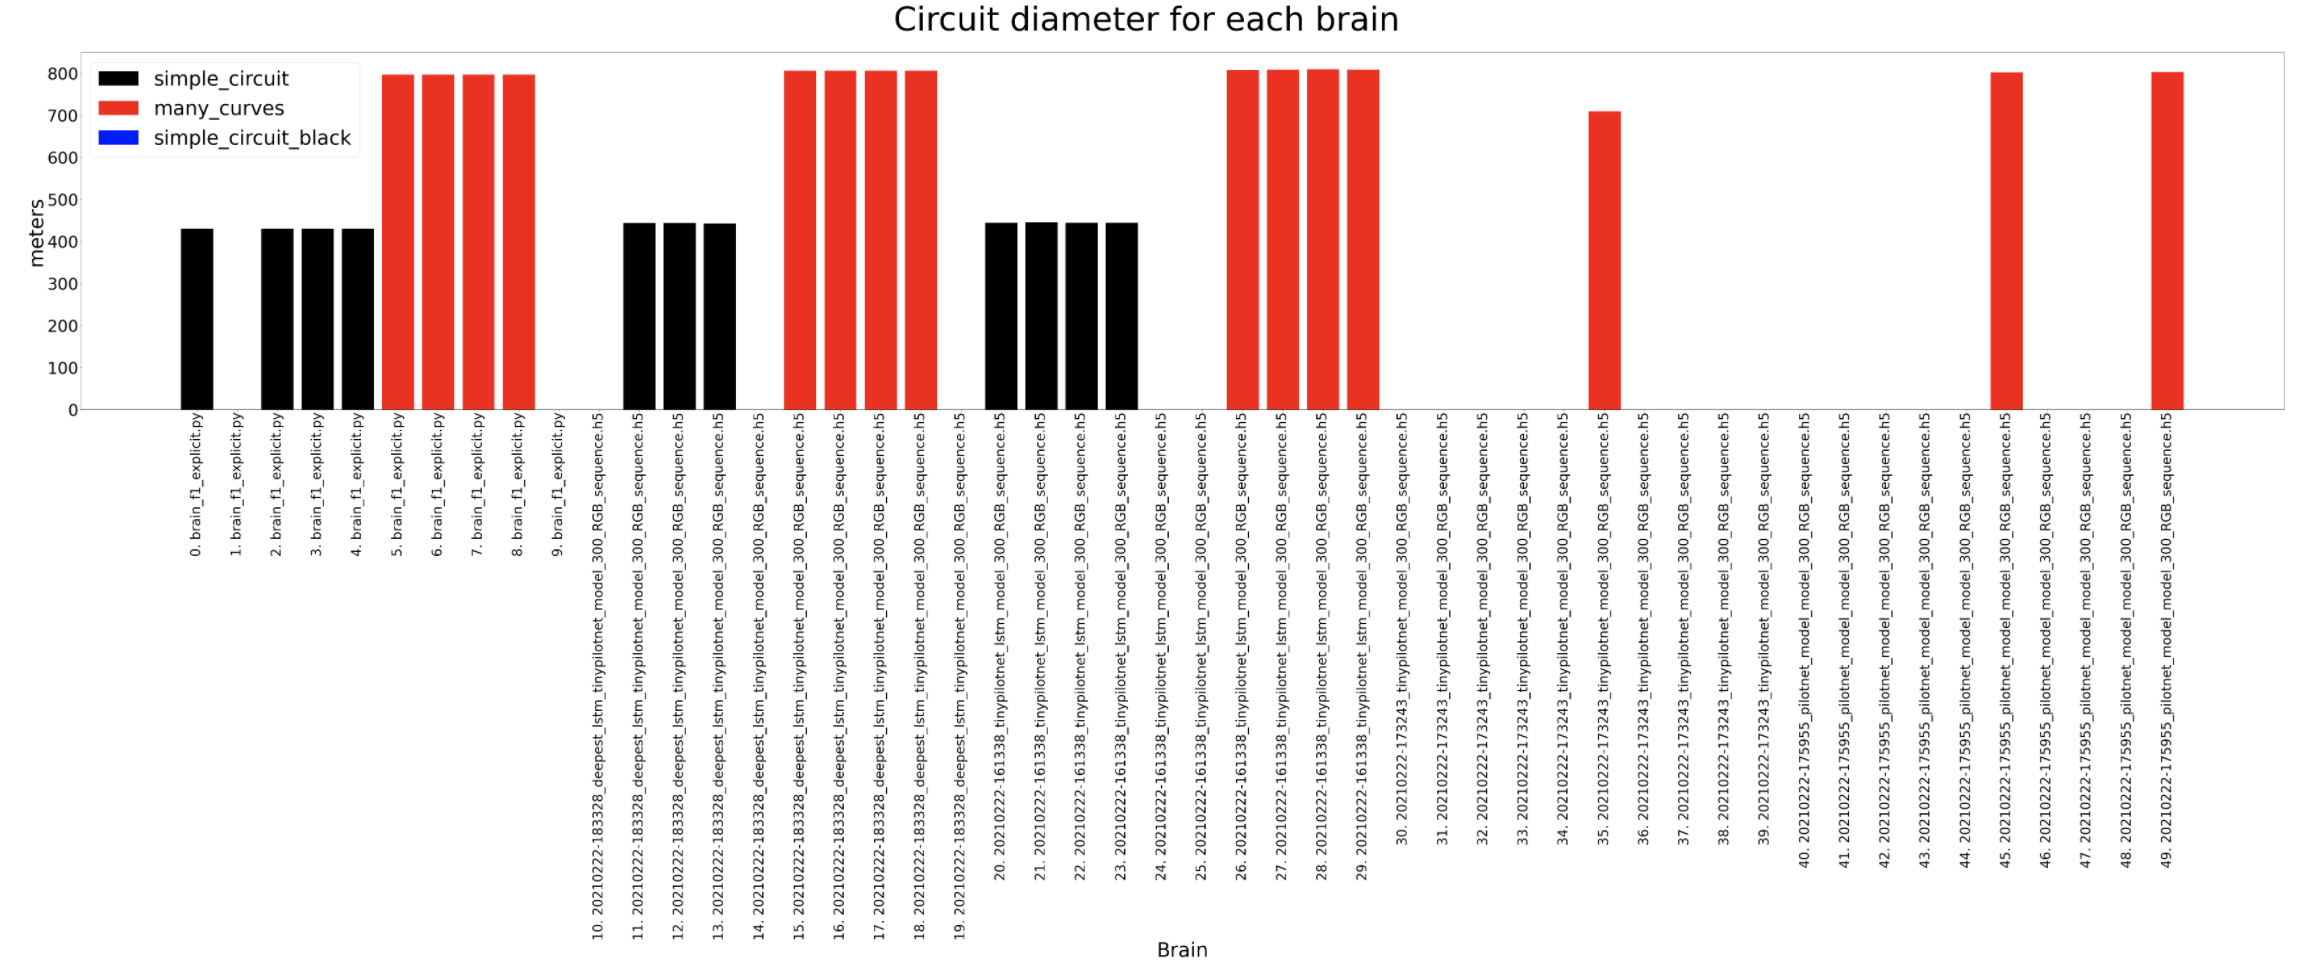 Circuit diameter for each brain
simple_circuit
many_curves
simple_circuit_black
meters
800
700
600
500
400
300
200
100
0
0. brain_f1_explicit.py
1. brain_f1_explicit.py
2. brain_f1_explicit.py
3. brain_f1_explicit.py
4. brain_f1_explicit.py
5. brain_f1_explicit.py
6. brain_f1_explicit.py
7. brain_f1_explicit.py
8. brain_f1_explicit.py
9. brain_f1_explicit.py
10. 20210222-183328_deepest_lstm_tinypilotnet_model_300_RGB_sequence.h5
11. 20210222-183328_deepest_lstm_tinypilotnet_model_300_RGB_sequence.h5
12. 20210222-183328_deepest_lstm_tinypilotnet_model_300_RGB_sequence.h5
13. 20210222-183328_deepest_lstm_tinypilotnet_model_300_RGB_sequence.h5
14. 20210222-183328_deepest_lstm_tinypilotnet_model_300_RGB_sequence.h5
15. 20210222-183328_deepest_lstm_tinypilotnet_model_300_RGB_sequence.h5
16. 20210222-183328_deepest_lstm_tinypilotnet_model_300_RGB_sequence.h5
17. 20210222-183328_deepest_lstm_tinypilotnet_model_300_RGB_sequence.h5
18. 20210222-183328_deepest_lstm_tinypilotnet_model_300_RGB_sequence.h5
19. 20210222-183328_deepest_lstm_tinypilotnet_model_300_RGB_sequence.h5
20. 20210222-161338_tinypilotnet_lstm_model_300_RGB_sequence.h5
21. 20210222-161338_tinypilotnet_lstm_model_300_RGB_sequence.h5
22. 20210222-161338_tinypilotnet_lstm_model_300_RGB_sequence.h5
23. 20210222-161338_tinypilotnet_lstm_model_300_RGB_sequence.h5
24. 20210222-161338_tinypilotnet_lstm_model_300_RGB_sequence.h5
25. 20210222-161338_tinypilotnet_lstm_model_300_RGB_sequence.h5
26. 20210222-161338_tinypilotnet_lstm_model_300_RGB_sequence.h5
27. 20210222-161338_tinypilotnet_lstm_model_300_RGB_sequence.h5
28. 20210222-161338_tinypilotnet_lstm_model_300_RGB_sequence.h5
29. 20210222-161338_tinypilotnet_lstm_model_300_RGB_sequence.h5
30. 20210222-173243_tinypilotnet_model_300_RGB_sequence.h5
31. 20210222-173243_tinypilotnet_model_300_RGB_sequence.h5
32. 20210222-173243_tinypilotnet_model_300_RGB_sequence.h5
33. 20210222-173243_tinypilotnet_model_300_RGB_sequence.h5
34. 20210222-173243_tinypilotnet_model_300_RGB_sequence.h5
35. 20210222-173243_tinypilotnet_model_300_RGB_sequence.h5
36. 20210222-173243_tinypilotnet_model_300_RGB_sequence.h5
37. 20210222-173243_tinypilotnet_model_300_RGB_sequence.h5
38. 20210222-173243_tinypilotnet_model_300_RGB_sequence.h5
39. 20210222-173243_tinypilotnet_model_300_RGB_sequence.h5
40. 20210222-175955_pilotnet_model_model_300_RGB_sequence.h5
41. 20210222-175955_pilotnet_model_model_300_RGB_sequence.h5
42. 20210222-175955_pilotnet_model_model_300_RGB_sequence.h5
43. 20210222-175955_pilotnet_model_model_300_RGB_sequence.h5
44. 20210222-175955_pilotnet_model_model_300_RGB_sequence.h5
45. 20210222-175955_pilotnet_model_model_300_RGB_sequence.h5
46. 20210222-175955_pilotnet_model_model_300_RGB_sequence.h5
47. 20210222-175955_pilotnet_model_model_300_RGB_sequence.h5
48. 20210222-175955_pilotnet_model_model_300_RGB_sequence.h5
49. 20210222-175955_pilotnet_model_model_300_RGB_sequence.h5
Brain